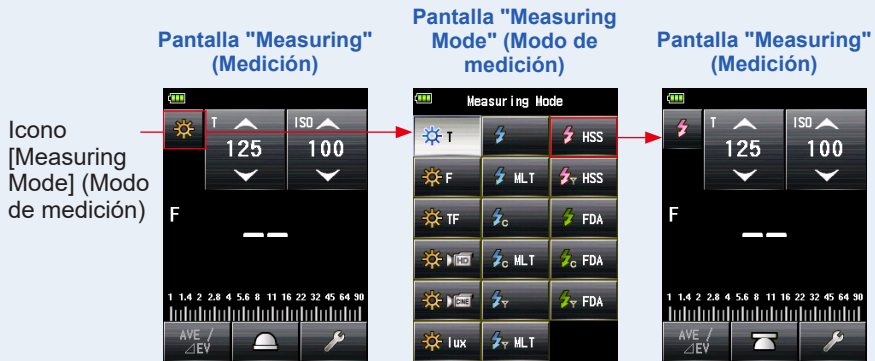 Pantalla "Measuring"
(Medición)
Pantalla "Measuring
Mode" (Modo de
medición)
Pantalla "Measuring"
(Medición)
Icono
[Measuring
Mode] (Modo
de medición)
T
125
ISO
100
F
1 1.4 2 2.8 4 5.6 8 11 16 22 32 45 64 90
AVE /
⊿EV
Measuring Mode
T
HSS
F
MLT
Y HSS
TF
C
FDA
HD
C MLT
C FDA
CINE
Y
Y FDA
lux
Y MLT
T
125
ISO
100
F
1 1.4 2 2.8 4 5.6 8 11 16 22 32 45 64 90
AVE /
⊿EV